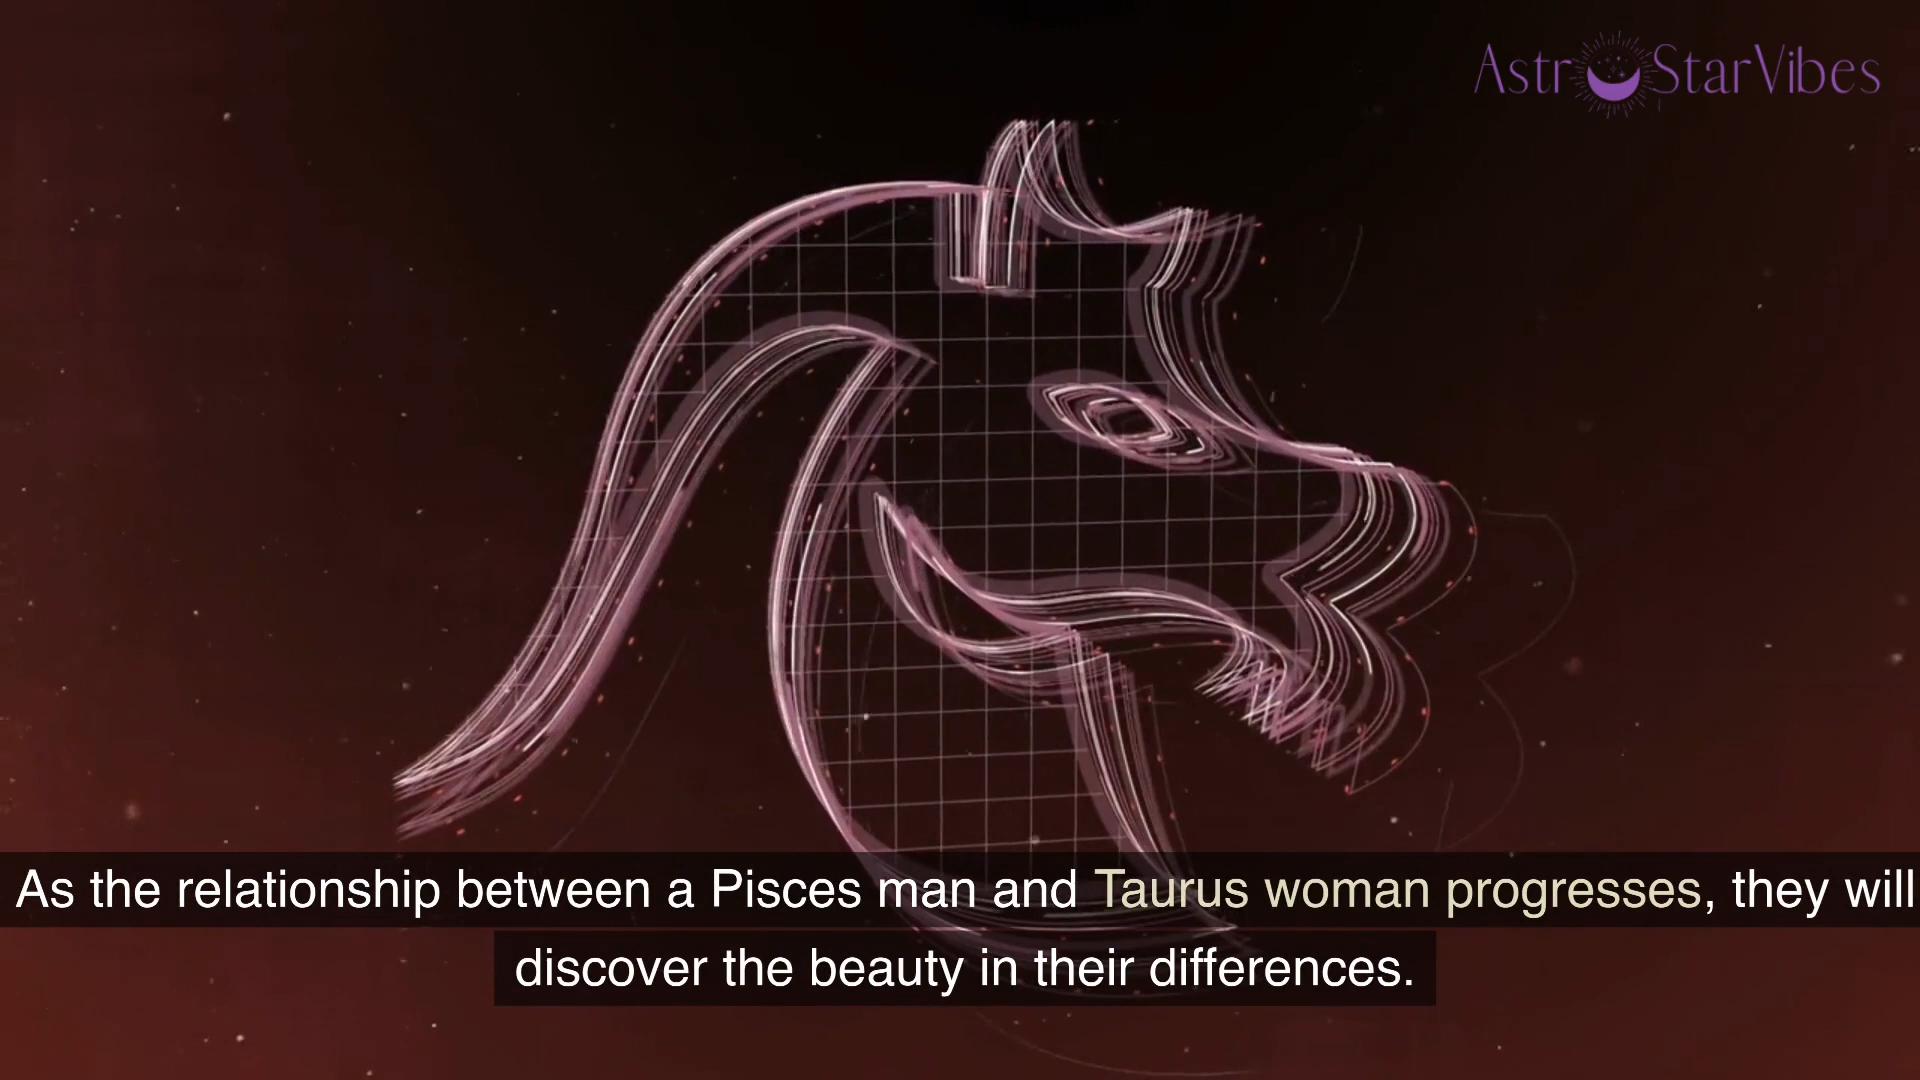 AstroStarVibes
As the relationship between a Pisces man and Taurus woman progresses, they will
discover the beauty in their differences.